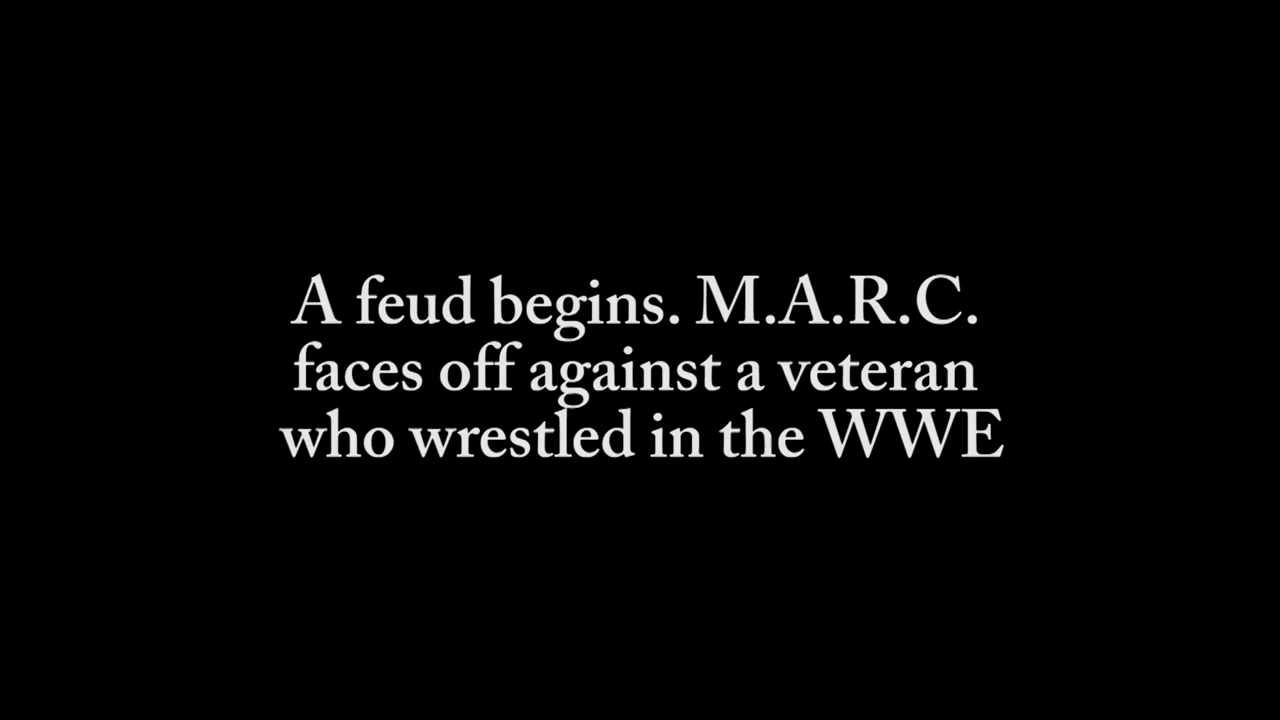 A feud begins. M.A.R.C.
faces off against a veteran
who wrestled in the WWE